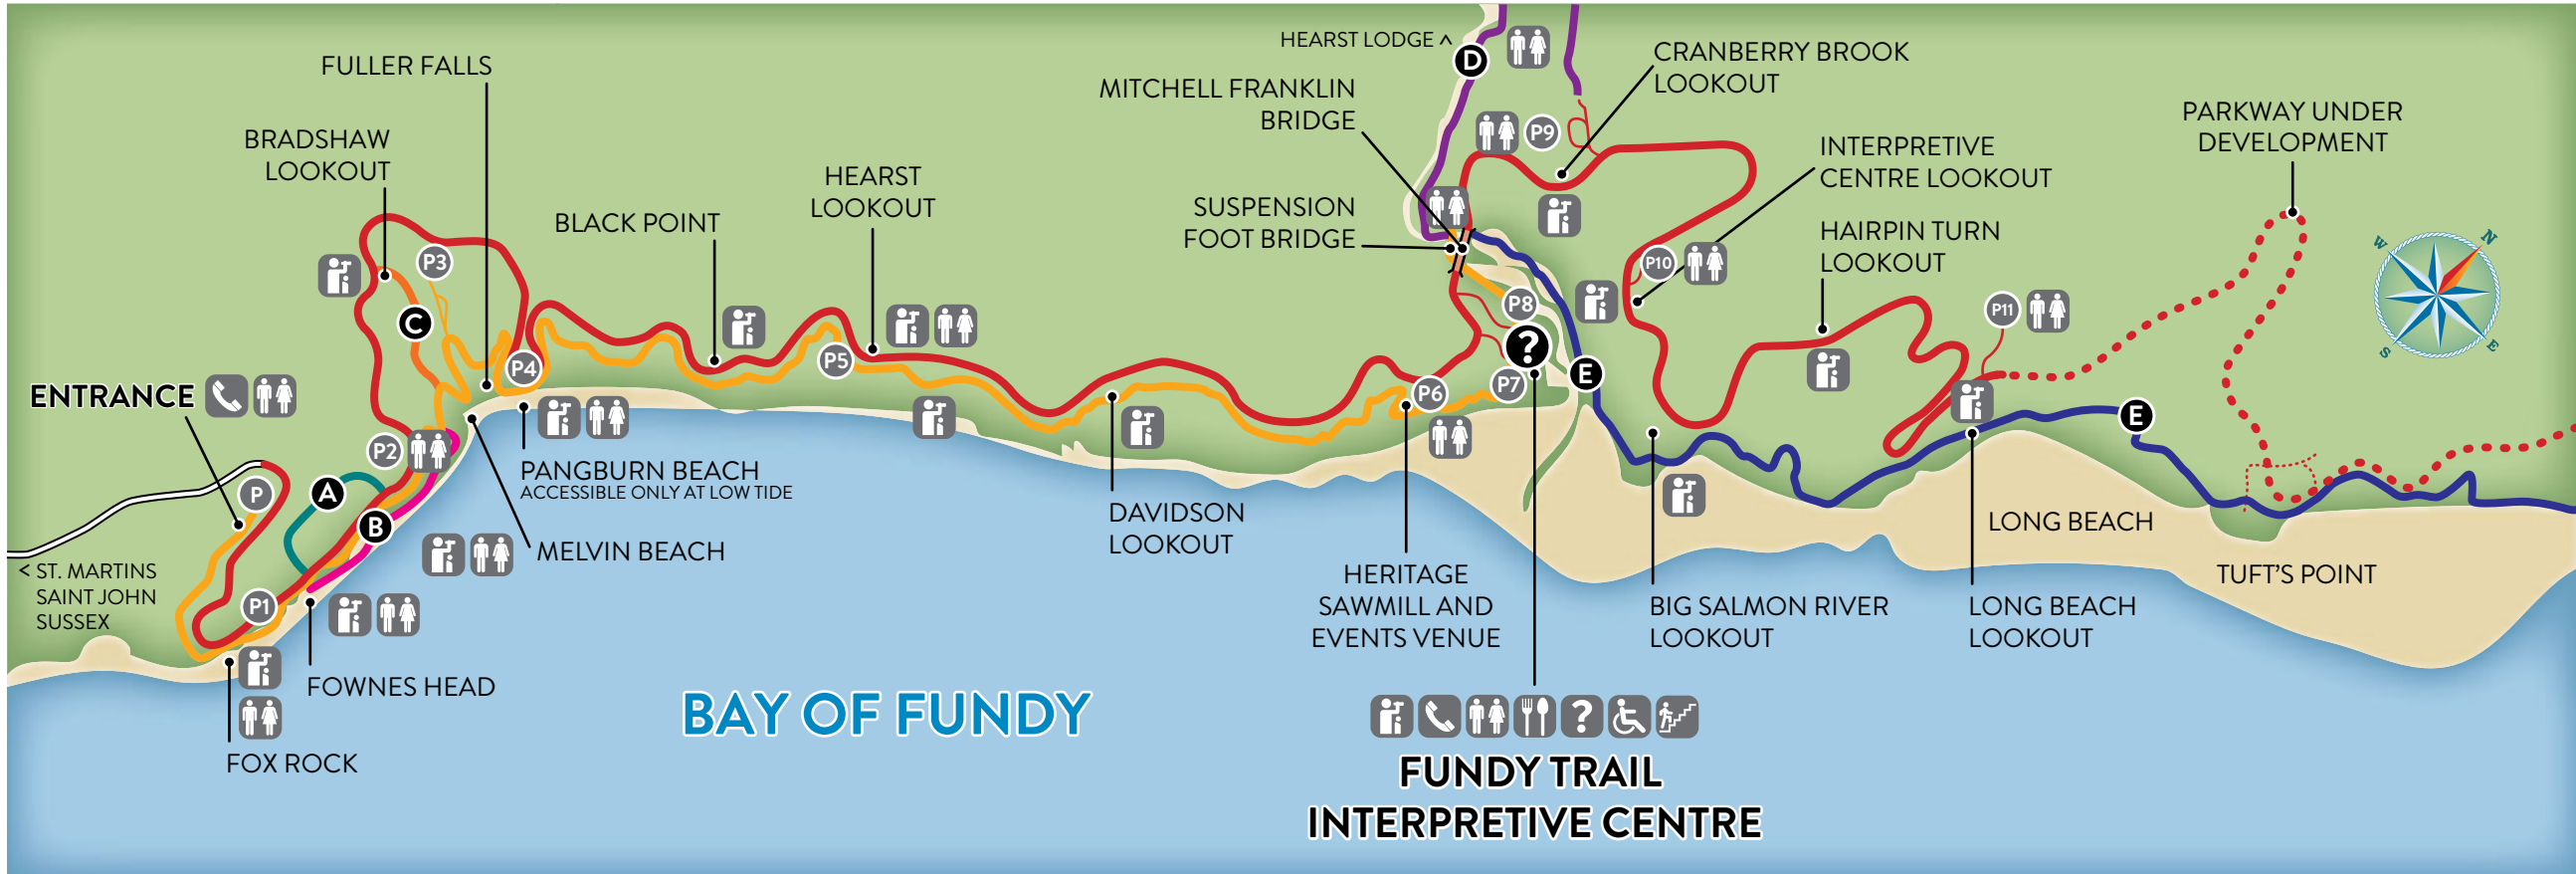 HEARST LODGE ^
D
CRANBERRY BROOK
LOOKOUT
FULLER FALLS
MITCHELL FRANKLIN
BRIDGE
PARKWAY UNDER
DEVELOPMENT
BRADSHAW
LOOKOUT
P9
INTERPRETIVE
CENTRE LOOKOUT
HEARST
LOOKOUT
BLACK POINT
SUSPENSION
FOOT BRIDGE
HAIRPIN TURN
LOOKOUT
W
N
S
E
P3
P10
C
P8
P11
?
P4
P5
E
P7
P6
ENTRANCE
E
P2
PANGBURN BEACH
ACCESSIBLE ONLY AT LOW TIDE
A
P
B
MELVIN BEACH
DAVIDSON
LOOKOUT
LONG BEACH
< ST. MARTINS
SAINT JOHN
SUSSEX
P1
HERITAGE
SAWMILL AND
EVENTS VENUE
BIG SALMON RIVER
LOOKOUT
LONG BEACH
LOOKOUT
TUFT'S POINT
FOWNES HEAD
FOX ROCK
BAY OF FUNDY
?
FUNDY TRAIL
INTERPRETIVE CENTRE